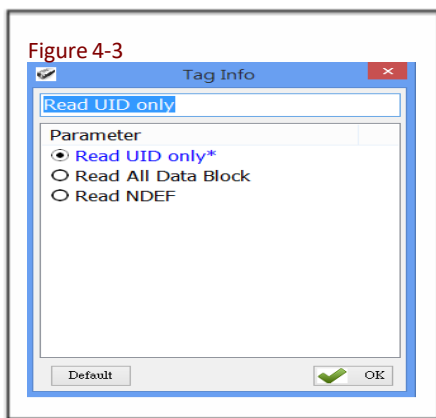 Figure 4-3
Tag Info
Read UID only
Parameter
Read UID only*
Read All Data Block
Read NDEF
Default
OK